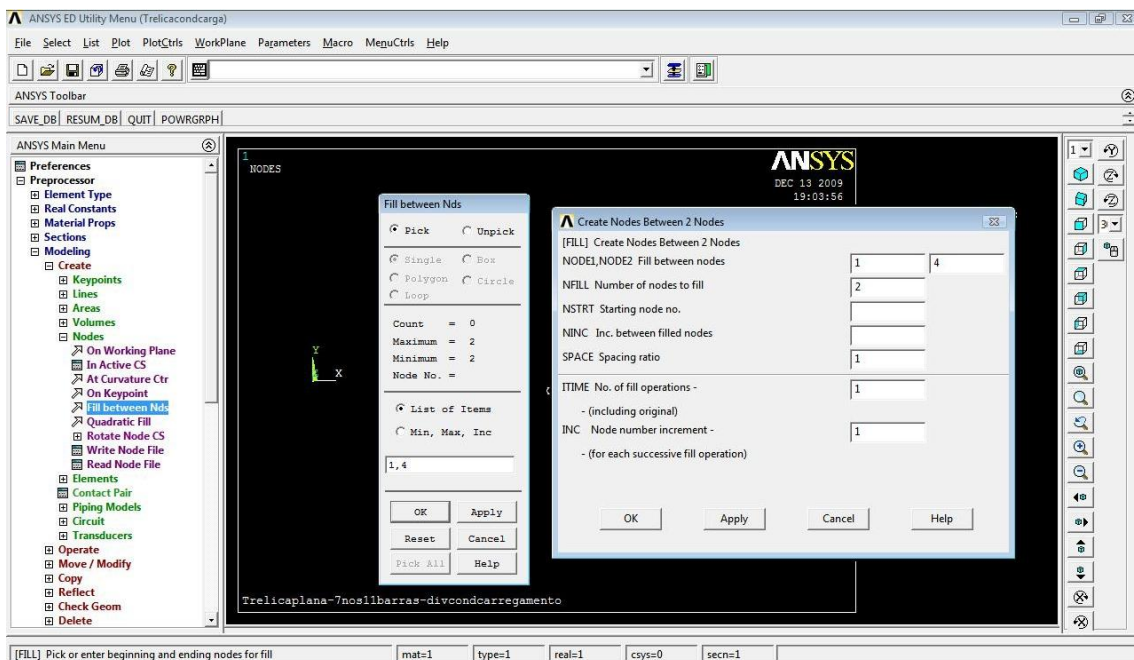 ANSYS ED Utility Menu (Trelicacondcarga)
File Select List Plot PlotCtrls WorkPlane Parameters Macro MenuCtrls Help
ANSYS Toolbar
SAVE_DB RESUM_DB QUIT POWRGRPH
ANSYS Main Menu
Preferences
Preprocessor
Element Type
Real Constants
Material Props
Sections
Modeling
Create
Keypoints
Lines
Areas
Volumes
Nodes
On Working Plane
In Active CS
At Curvature Ctr
On Keypoint
Fill between Nds
Quadratic Fill
Rotate Node CS
Write Node File
Read Node File
Elements
Contact Pair
Piping Models
Circuit
Transducers
Operate
Move / Modify
Copy
Reflect
Check Geom
Delete
1
NODES
ANSYS
DEC 13 2009
19:03:56
Y
X
Trelicaplana-7nos11barras-divcondcarregamento
Fill between Nds
Pick Unpick
Single Box
Polygon Circle
Loop
Count = 0
Maximum = 2
Minimum = 2
Node No. =
List of Items
Min, Max, Inc
1,4
OK Apply
Reset Cancel
Pick All Help
Create Nodes Between 2 Nodes
[FILL] Create Nodes Between 2 Nodes
NODE1,NODE2 Fill between nodes 1 4
NFILL Number of nodes to fill 2
NSTRT Starting node no.
NINC Inc. between filled nodes
SPACE Spacing ratio 1
ITIME No. of fill operations - 1
- (including original)
INC Node number increment - 1
- (for each successive fill operation)
OK Apply Cancel Help
1
3
[FILL] Pick or enter beginning and ending nodes for fill mat=1 type=1 real=1 csys=0 secn=1